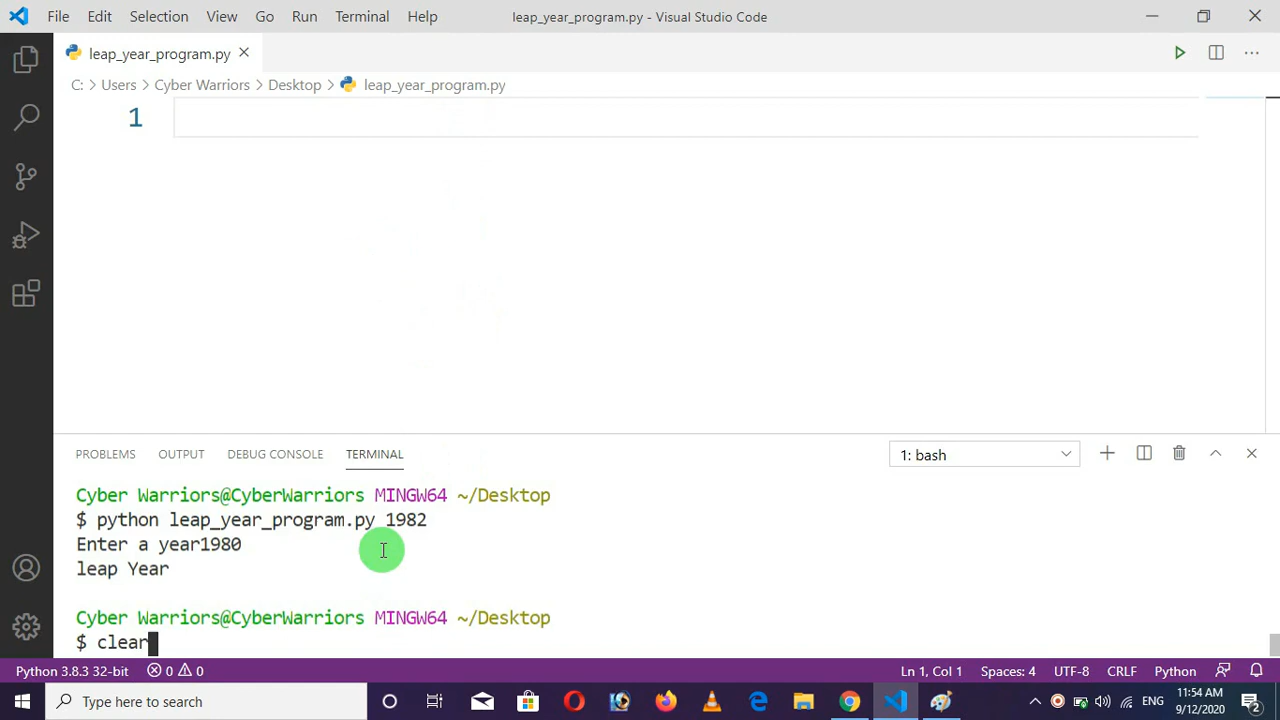 File Edit Selection View Go Run Terminal Help leap_year_program.py - Visual Studio Code
leap_year_program.py
C: > Users > Cyber Warriors > Desktop > leap_year_program.py
1
PROBLEMS OUTPUT DEBUG CONSOLE TERMINAL 1: bash
Cyber Warriors@CyberWarriors MINGW64 ~/Desktop
$ python leap_year_program.py 1982
Enter a year1980
leap Year
Cyber Warriors@CyberWarriors MINGW64 ~/Desktop
$ clear
Python 3.8.3 32-bit 0 0 Ln 1, Col 1 Spaces: 4 UTF-8 CRLF Python
Type here to search ENG 11:54 AM
9/12/2020 2